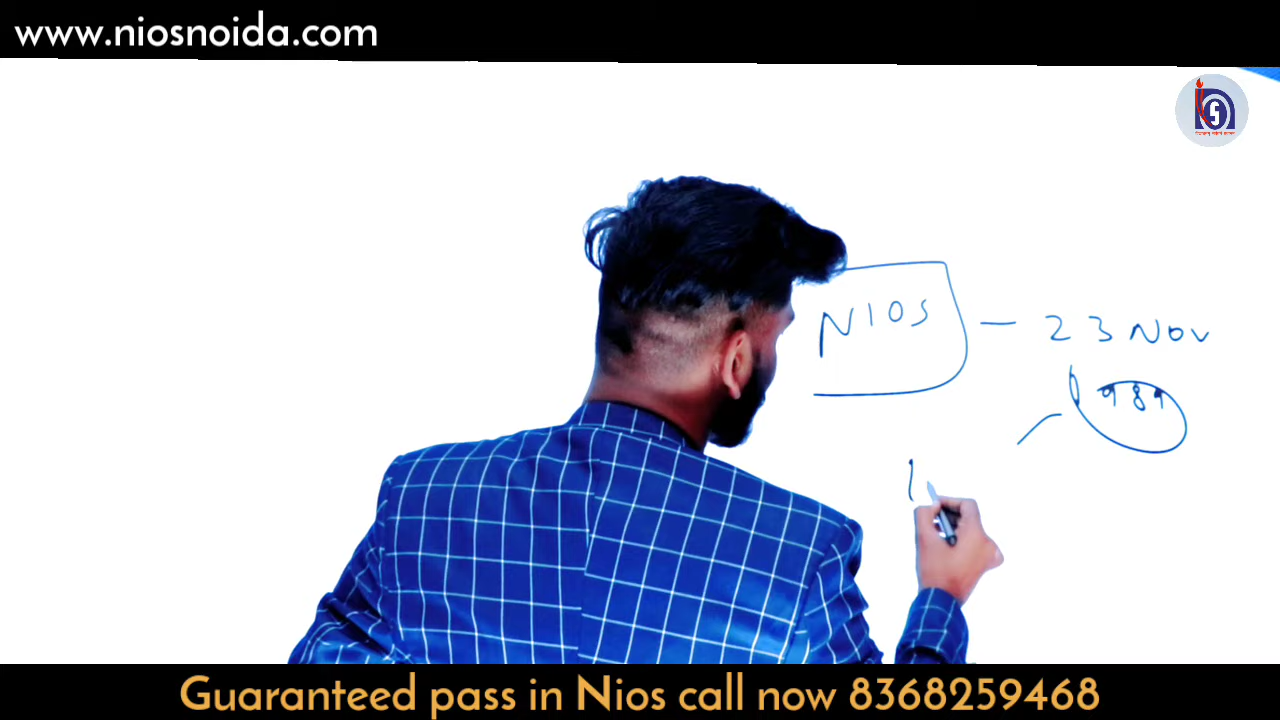 www.niosnoida.com
NIOS - 23 Nov
Guaranteed pass in Nios call now 8368259468